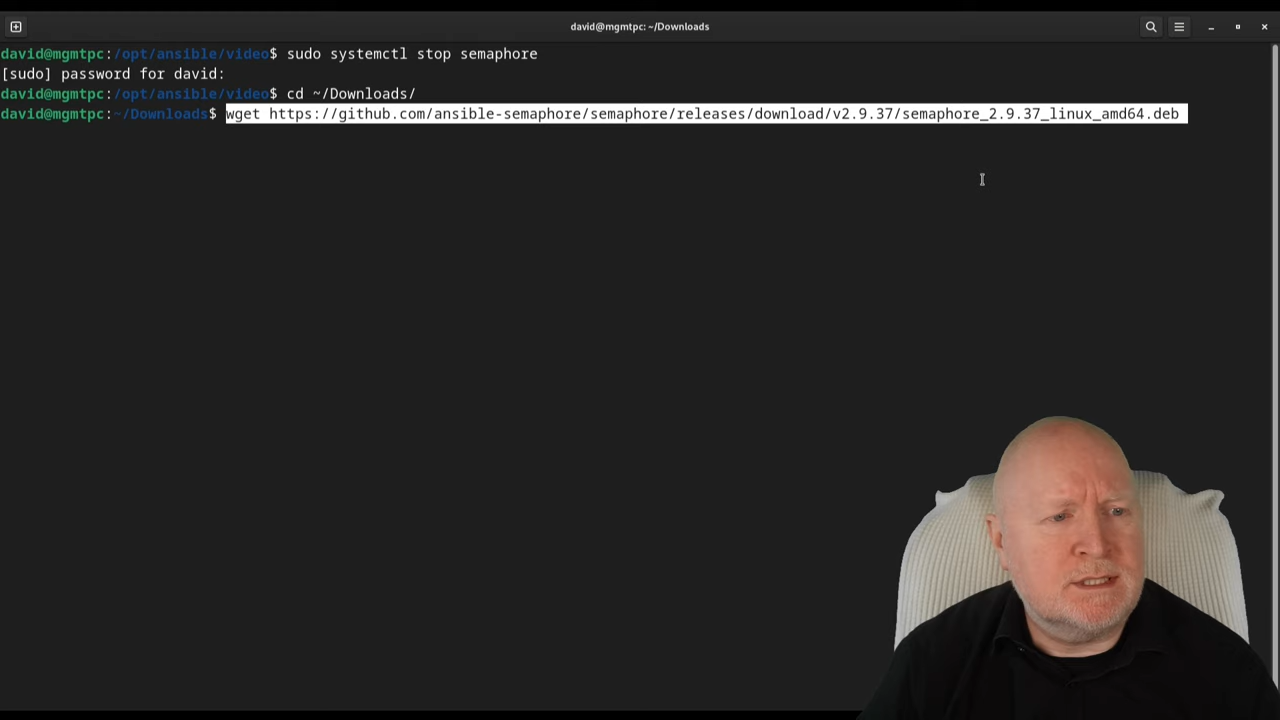 david@mgmtpc: ~/Downloads
david@mgmtpc:/opt/ansible/video$ sudo systemctl stop semaphore
[sudo] password for david:
david@mgmtpc:/opt/ansible/video$ cd ~/Downloads/
david@mgmtpc:~/Downloads$ wget https://github.com/ansible-semaphore/semaphore/releases/download/v2.9.37/semaphore_2.9.37_linux_amd64.deb